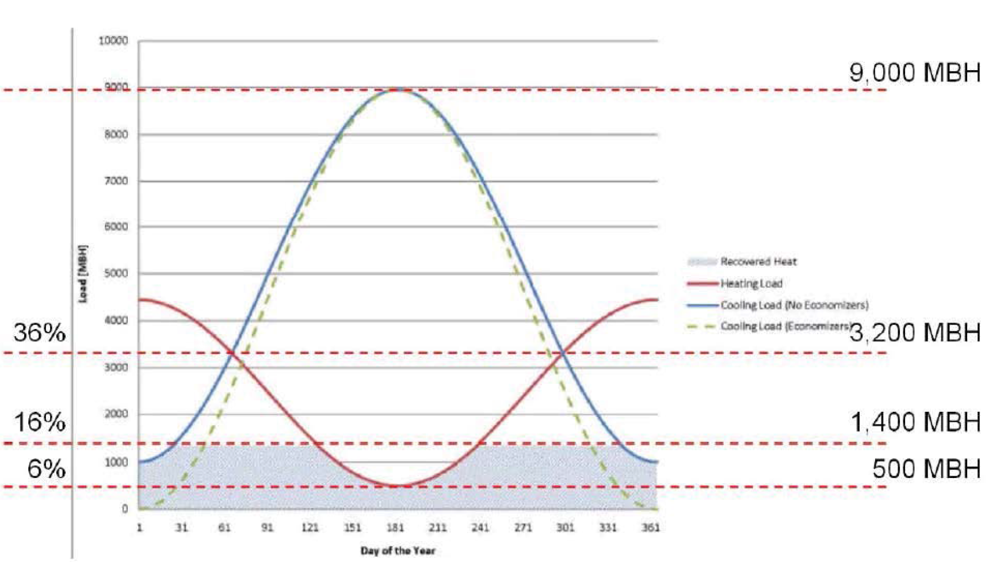 10000
9,000 MBH
9000
8000
7000
6000
5000
Load [MBH]
Recovered Heat
Heating Load
Cooling Load (No Economizers)
Cooling Load (Economizers)
4000
36%
3,200 MBH
3000
2000
16%
1,400 MBH
1000
6%
500 MBH
0
1 31 61 91 121 151 181 211 241 271 301 331 361
Day of the Year